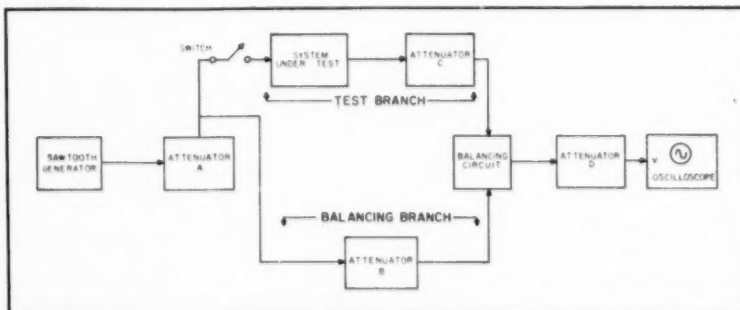 SWITCH
SYSTEM
UNDER TEST
ATTENUATOR
C
TEST BRANCH
SAWTOOTH
GENERATOR
ATTENUATOR
A
BALANCING
CIRCUIT
ATTENUATOR
D
V
OSCILLOSCOPE
BALANCING BRANCH
ATTENUATOR
B